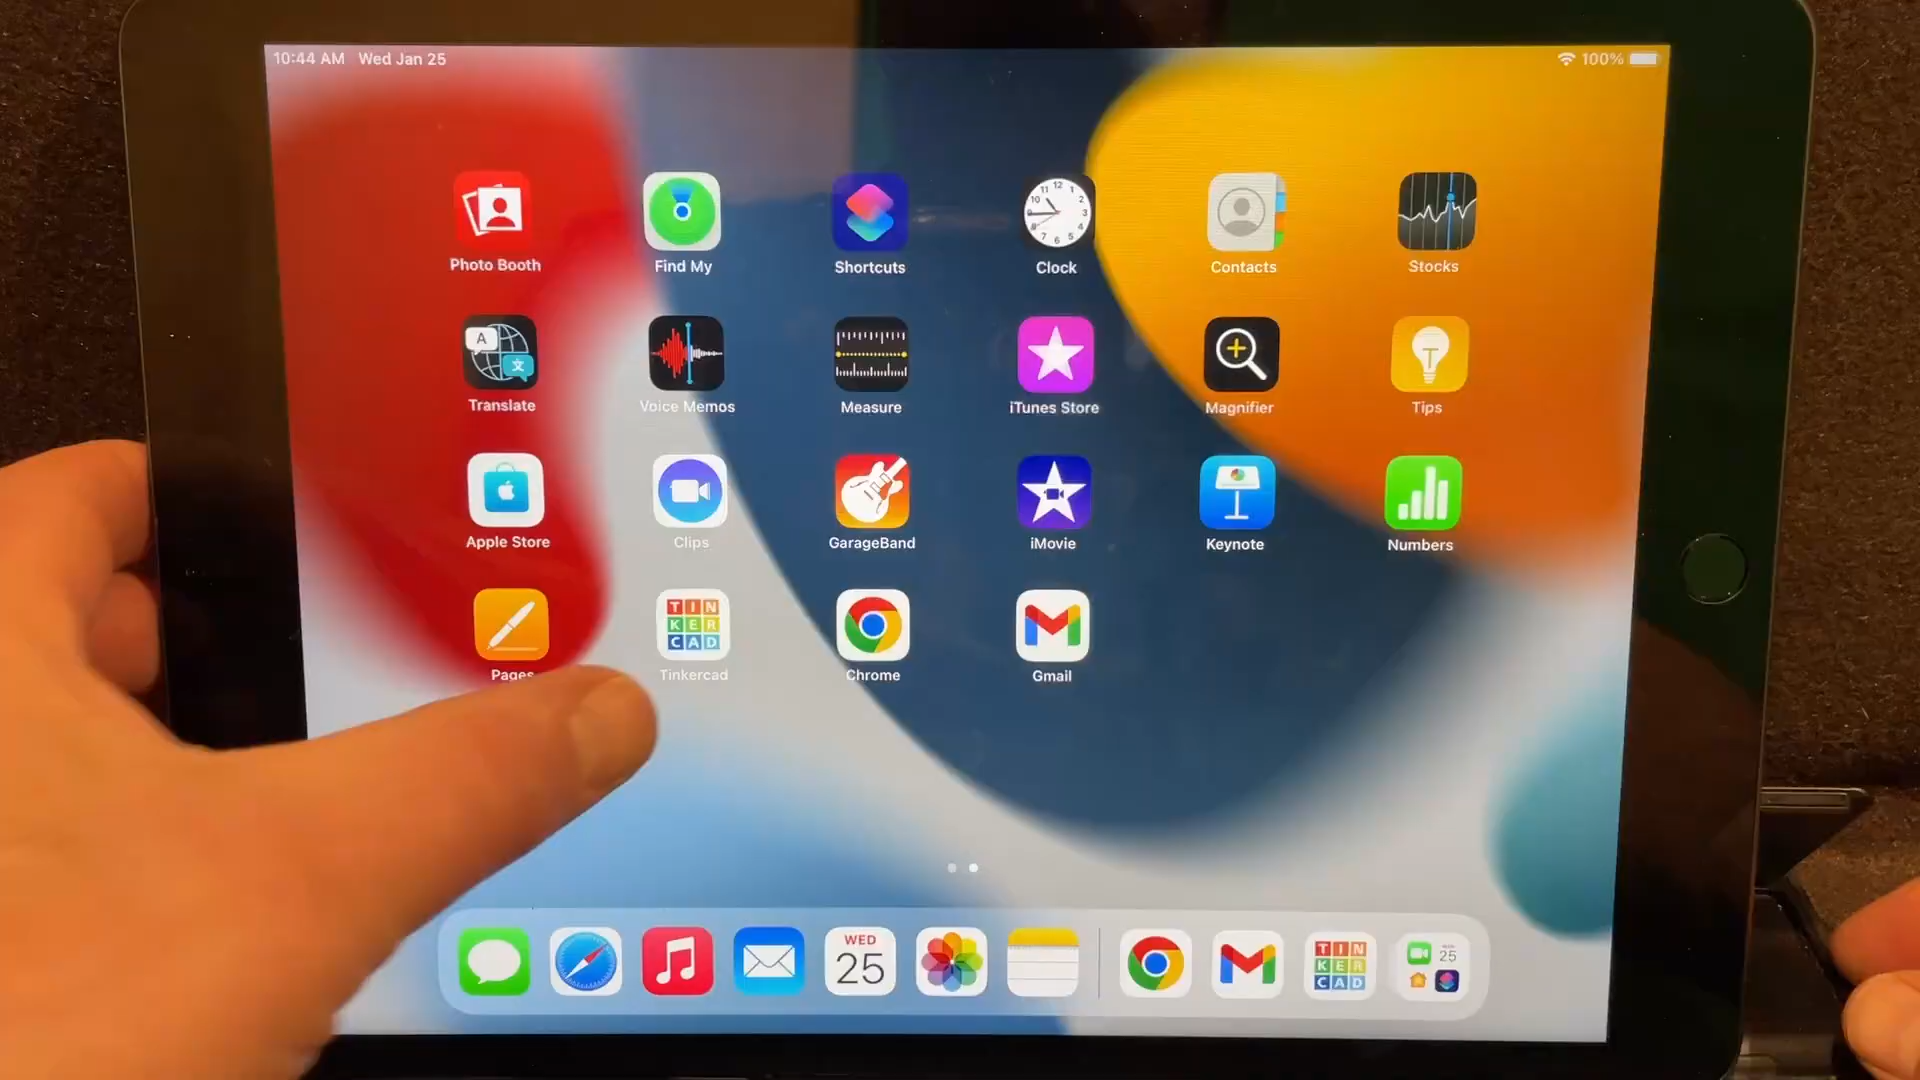 10:44 AM Wed Jan 25
100%
Photo Booth
Find My
Shortcuts
Clock
Contacts
Stocks
Translate
Voice Memos
Measure
iTunes Store
Magnifier
Tips
Apple Store
Clips
GarageBand
iMovie
Keynote
Numbers
TIN
KER
CAD
Pages
Tinkercad
Chrome
Gmail
WED
25
TIN
KER
CAD
25